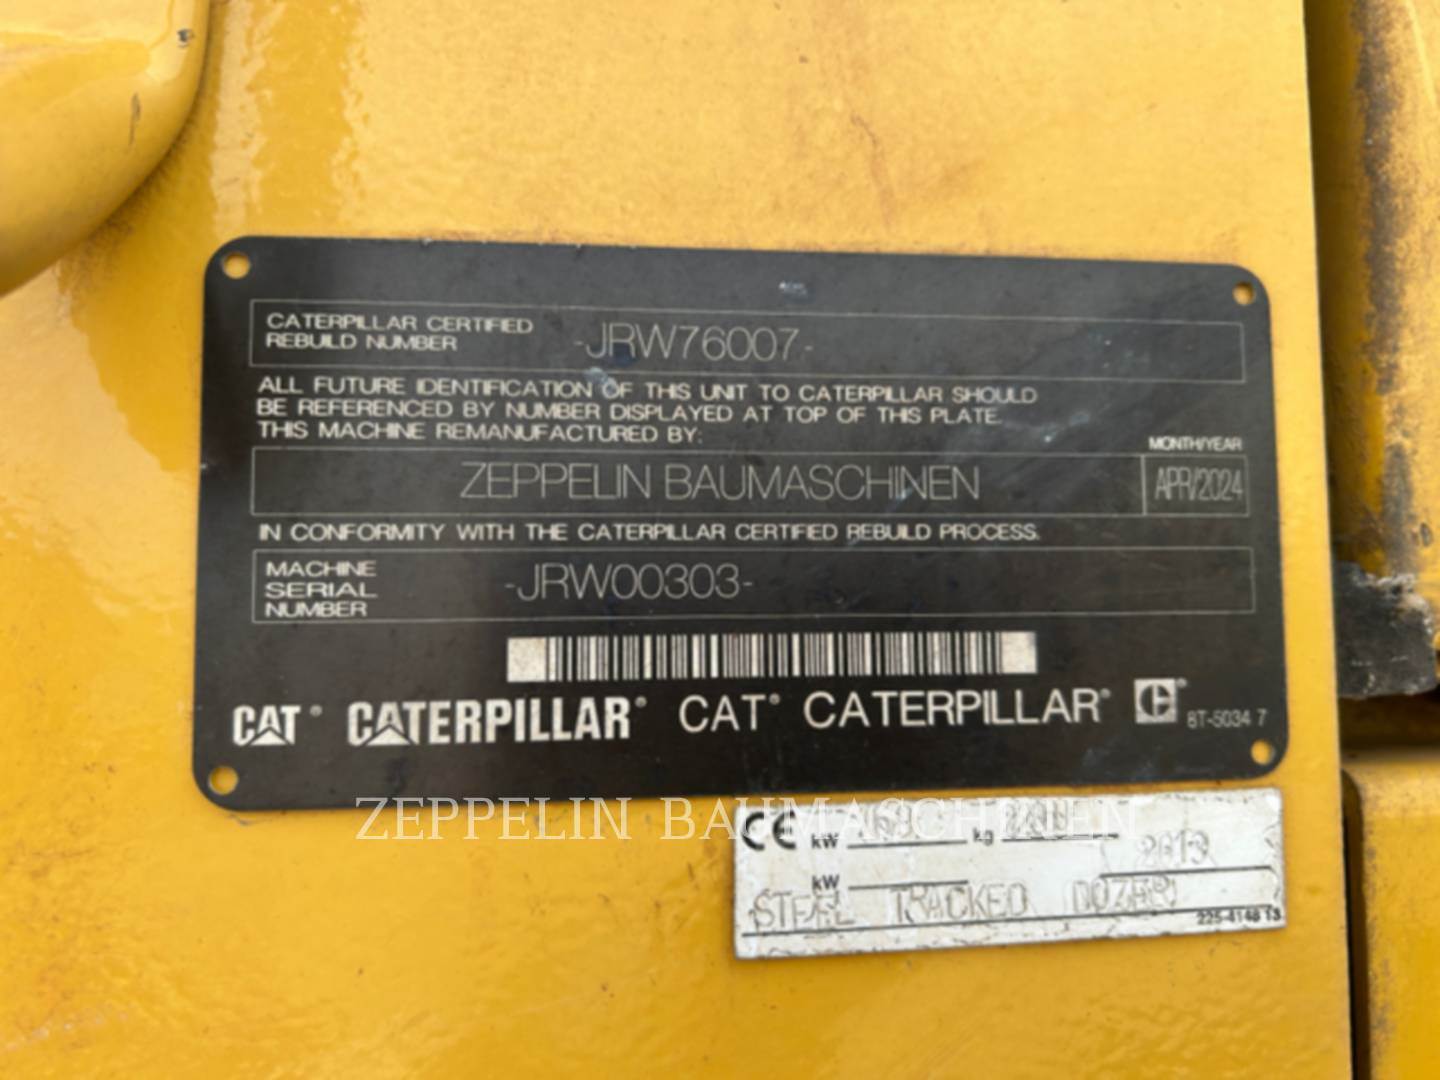 CATERPILLAR CERTIFIED
REBUILD NUMBER
-JRW76007-
ALL FUTURE IDENTIFICATION OF THIS UNIT TO CATERPILLAR SHOULD
BE REFERENCED BY NUMBER DISPLAYED AT TOP OF THIS PLATE.
THIS MACHINE REMANUFACTURED BY:
MONTH/YEAR
ZEPPELIN BAUMASCHINEN
APR/2024
IN CONFORMITY WITH THE CATERPILLAR CERTIFIED REBUILD PROCESS.
MACHINE
SERIAL
NUMBER
-JRW00303-
CAT® CATERPILLAR® CAT® CATERPILLAR® CE® 8T-5034 7
ZEPPELIN BAUMASCHINEN
CE kW kg
kW 2013
STEEL TRACKED DOZER
225-4148 13